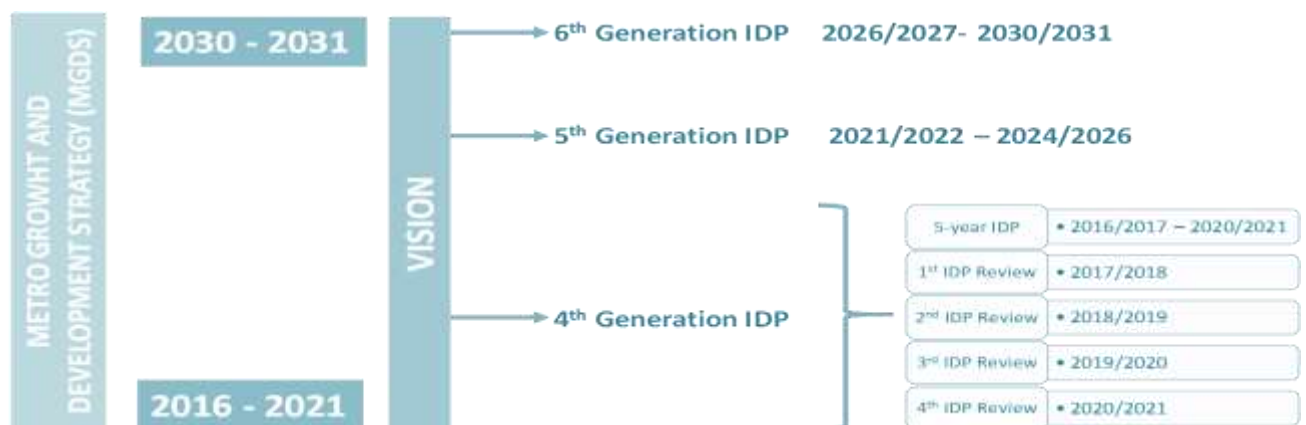 METRO GROWHT AND
DEVELOPMENT STRATEGY (MGDS)
2030 - 2031
2016 - 2021
VISION
6th Generation IDP 2026/2027- 2030/2031
5th Generation IDP 2021/2022 – 2024/2026
4th Generation IDP
5-year IDP • 2016/2017 – 2020/2021
1st IDP Review • 2017/2018
2nd IDP Review • 2018/2019
3rd IDP Review • 2019/2020
4th IDP Review • 2020/2021